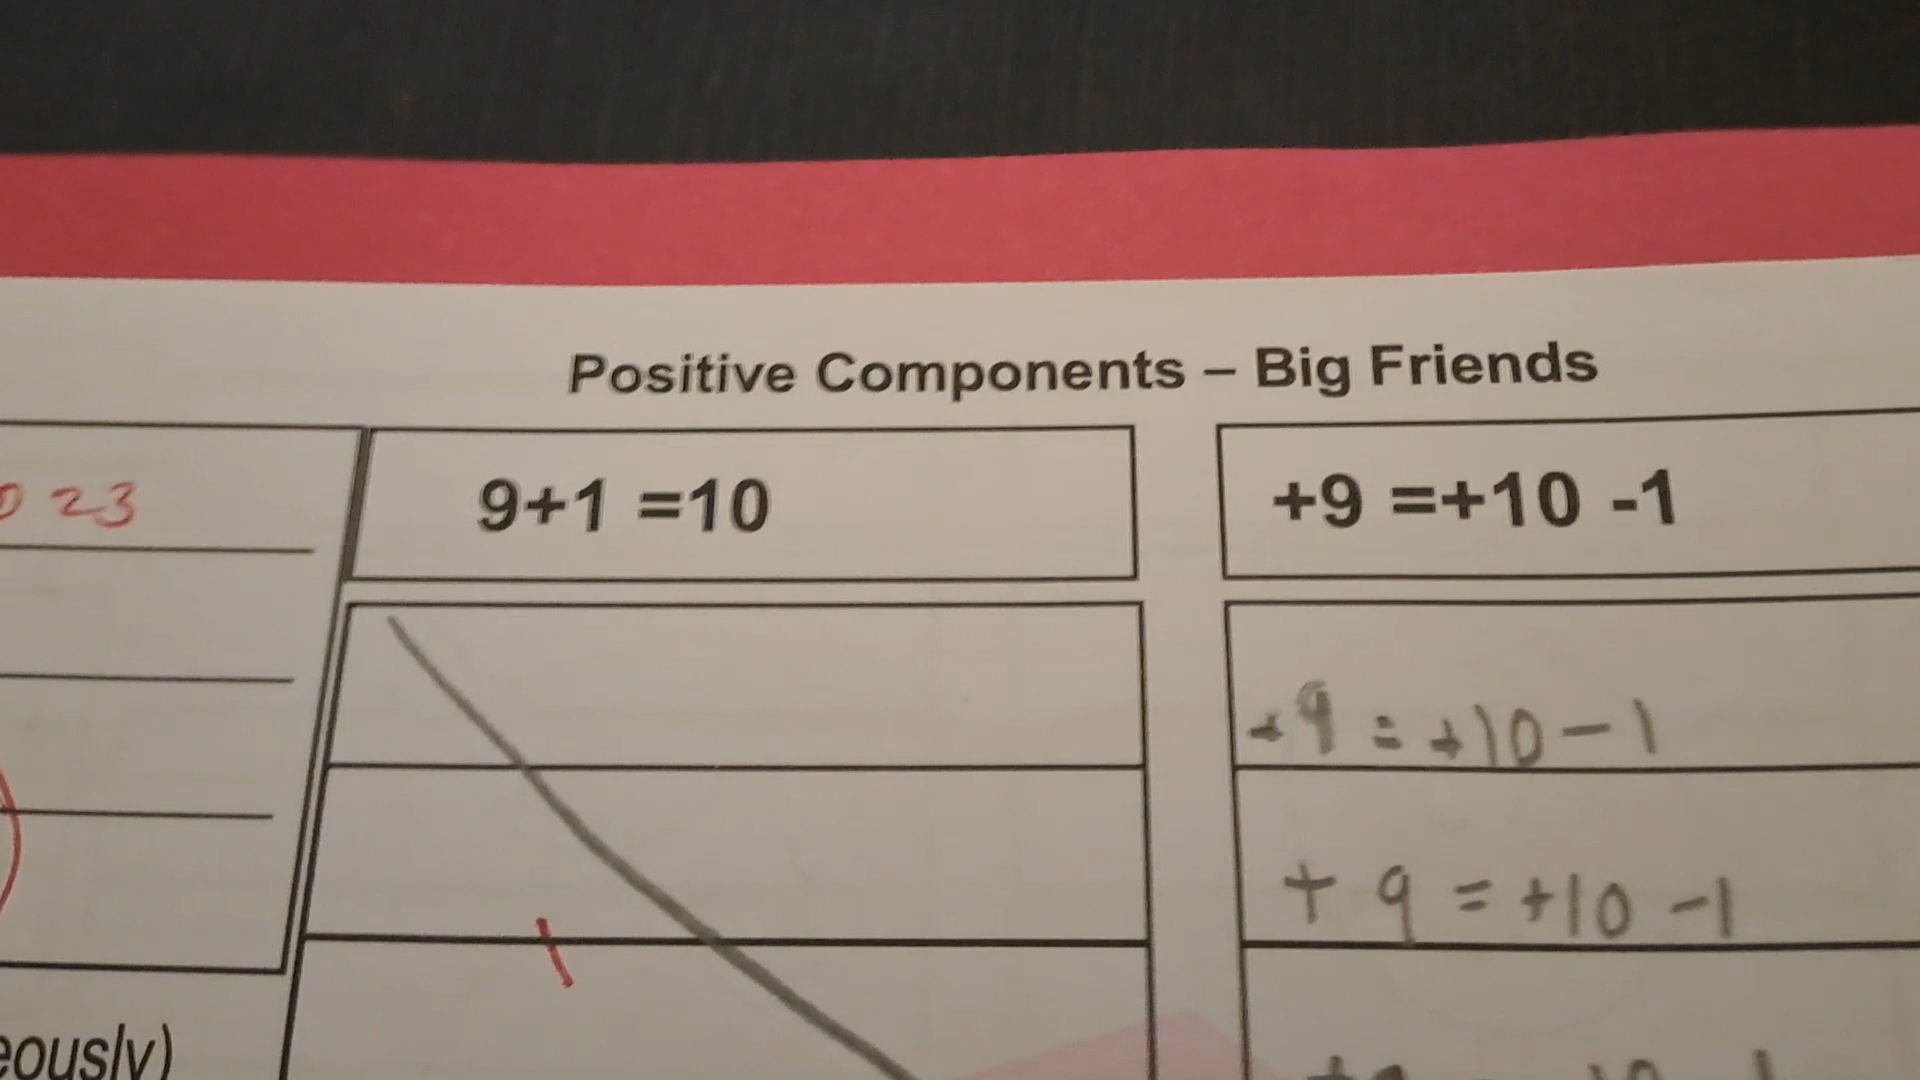 Positive Components – Big Friends
23
9+1 =10
+9 =+10 -1
+9 = +10 - 1
+ 9 = +10 - 1
eously)